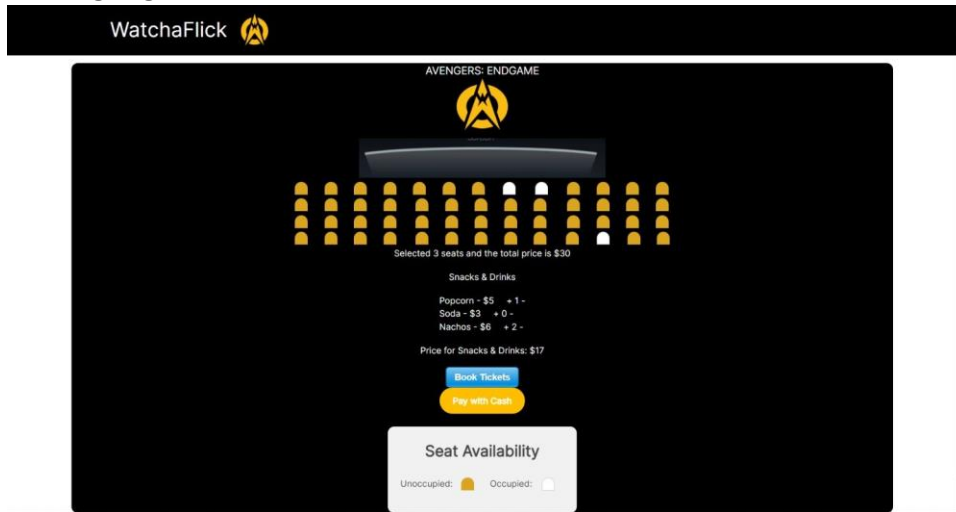 WatchaFlick
AVENGERS: ENDGAME
Selected 3 seats and the total price is $30
Snacks & Drinks
Popcorn - $5 + 1 -
Soda - $3 + 0 -
Nachos - $6 + 2 -
Price for Snacks & Drinks: $17
Book Tickets
Pay with Cash
Seat Availability
Unoccupied: Occupied: